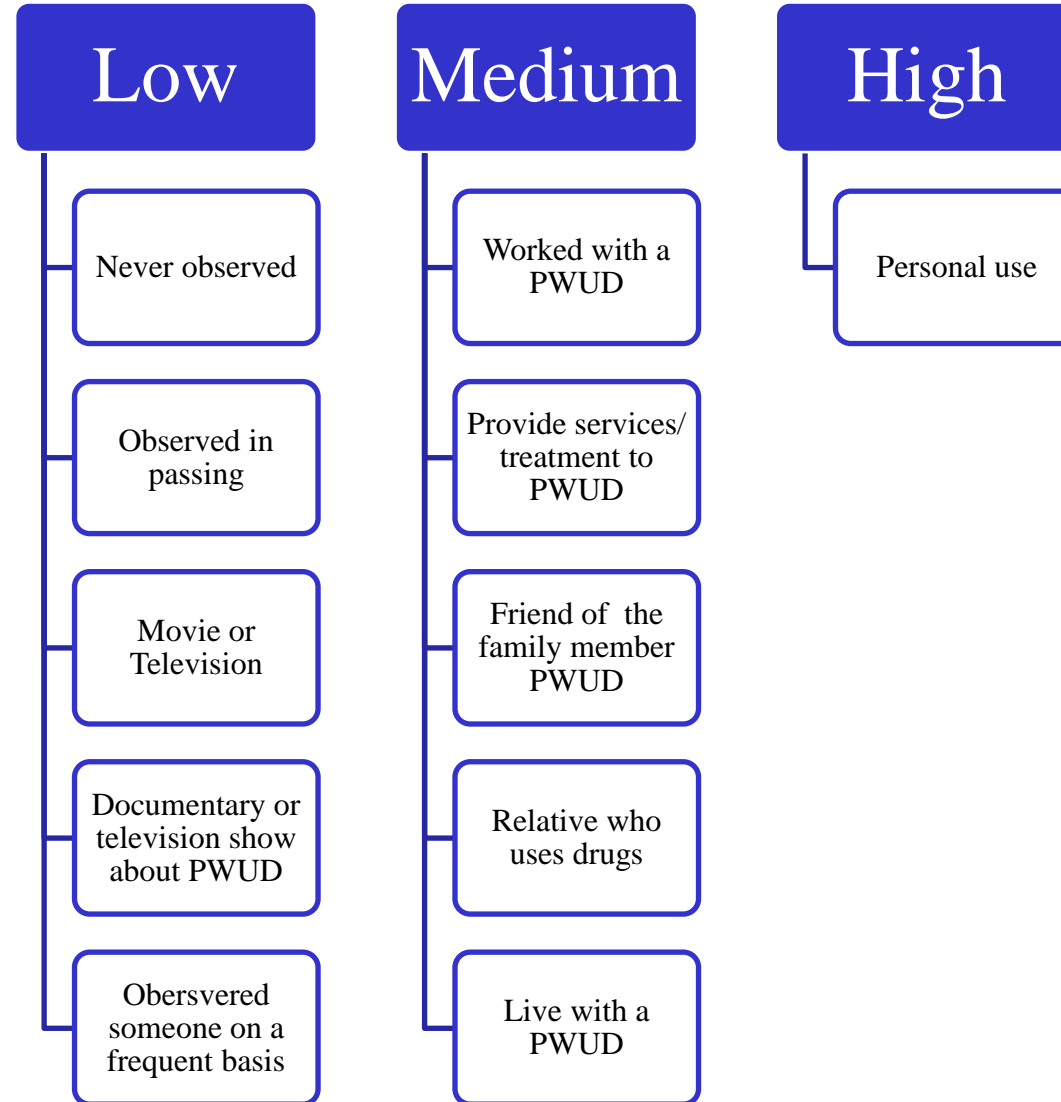 Low
Never observed
Observed in
passing
Movie or
Television
Documentary or
television show
about PWUD
Obersvered
someone on a
frequent basis
Medium
Worked with a
PWUD
Provide services/
treatment to
PWUD
Friend of the
family member
PWUD
Relative who
uses drugs
Live with a
PWUD
High
Personal use